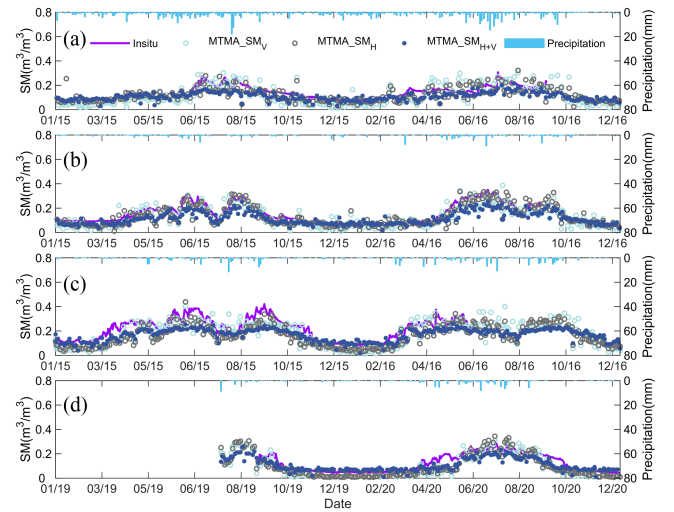 0.8 0
(a) Insitu MTMA_SM_V MTMA_SM_H MTMA_SM_H+V Precipitation
0.6 20
0.4 40
0.2 60
0 80
SM(m³/m³) Precipitation(mm)
01/15 03/15 04/15 06/15 08/15 10/15 12/15 02/16 04/16 06/16 08/16 10/16 12/16
0.8 0
(b)
0.6 20
0.4 40
0.2 60
0 80
SM(m³/m³) Precipitation(mm)
01/15 03/15 05/15 06/15 08/15 10/15 12/15 02/16 04/16 06/16 08/16 10/16 12/16
0.8 0
(c)
0.6 20
0.4 40
0.2 60
0 80
SM(m³/m³) Precipitation(mm)
01/15 03/15 04/15 06/15 08/15 10/15 12/15 02/16 04/16 06/16 08/16 10/16 12/16
0.8 0
(d)
0.6 20
0.4 40
0.2 60
0 80
SM(m³/m³) Precipitation(mm)
01/19 03/19 05/19 07/19 08/19 10/19 12/19 02/20 04/20 06/20 08/20 10/20 12/20
Date